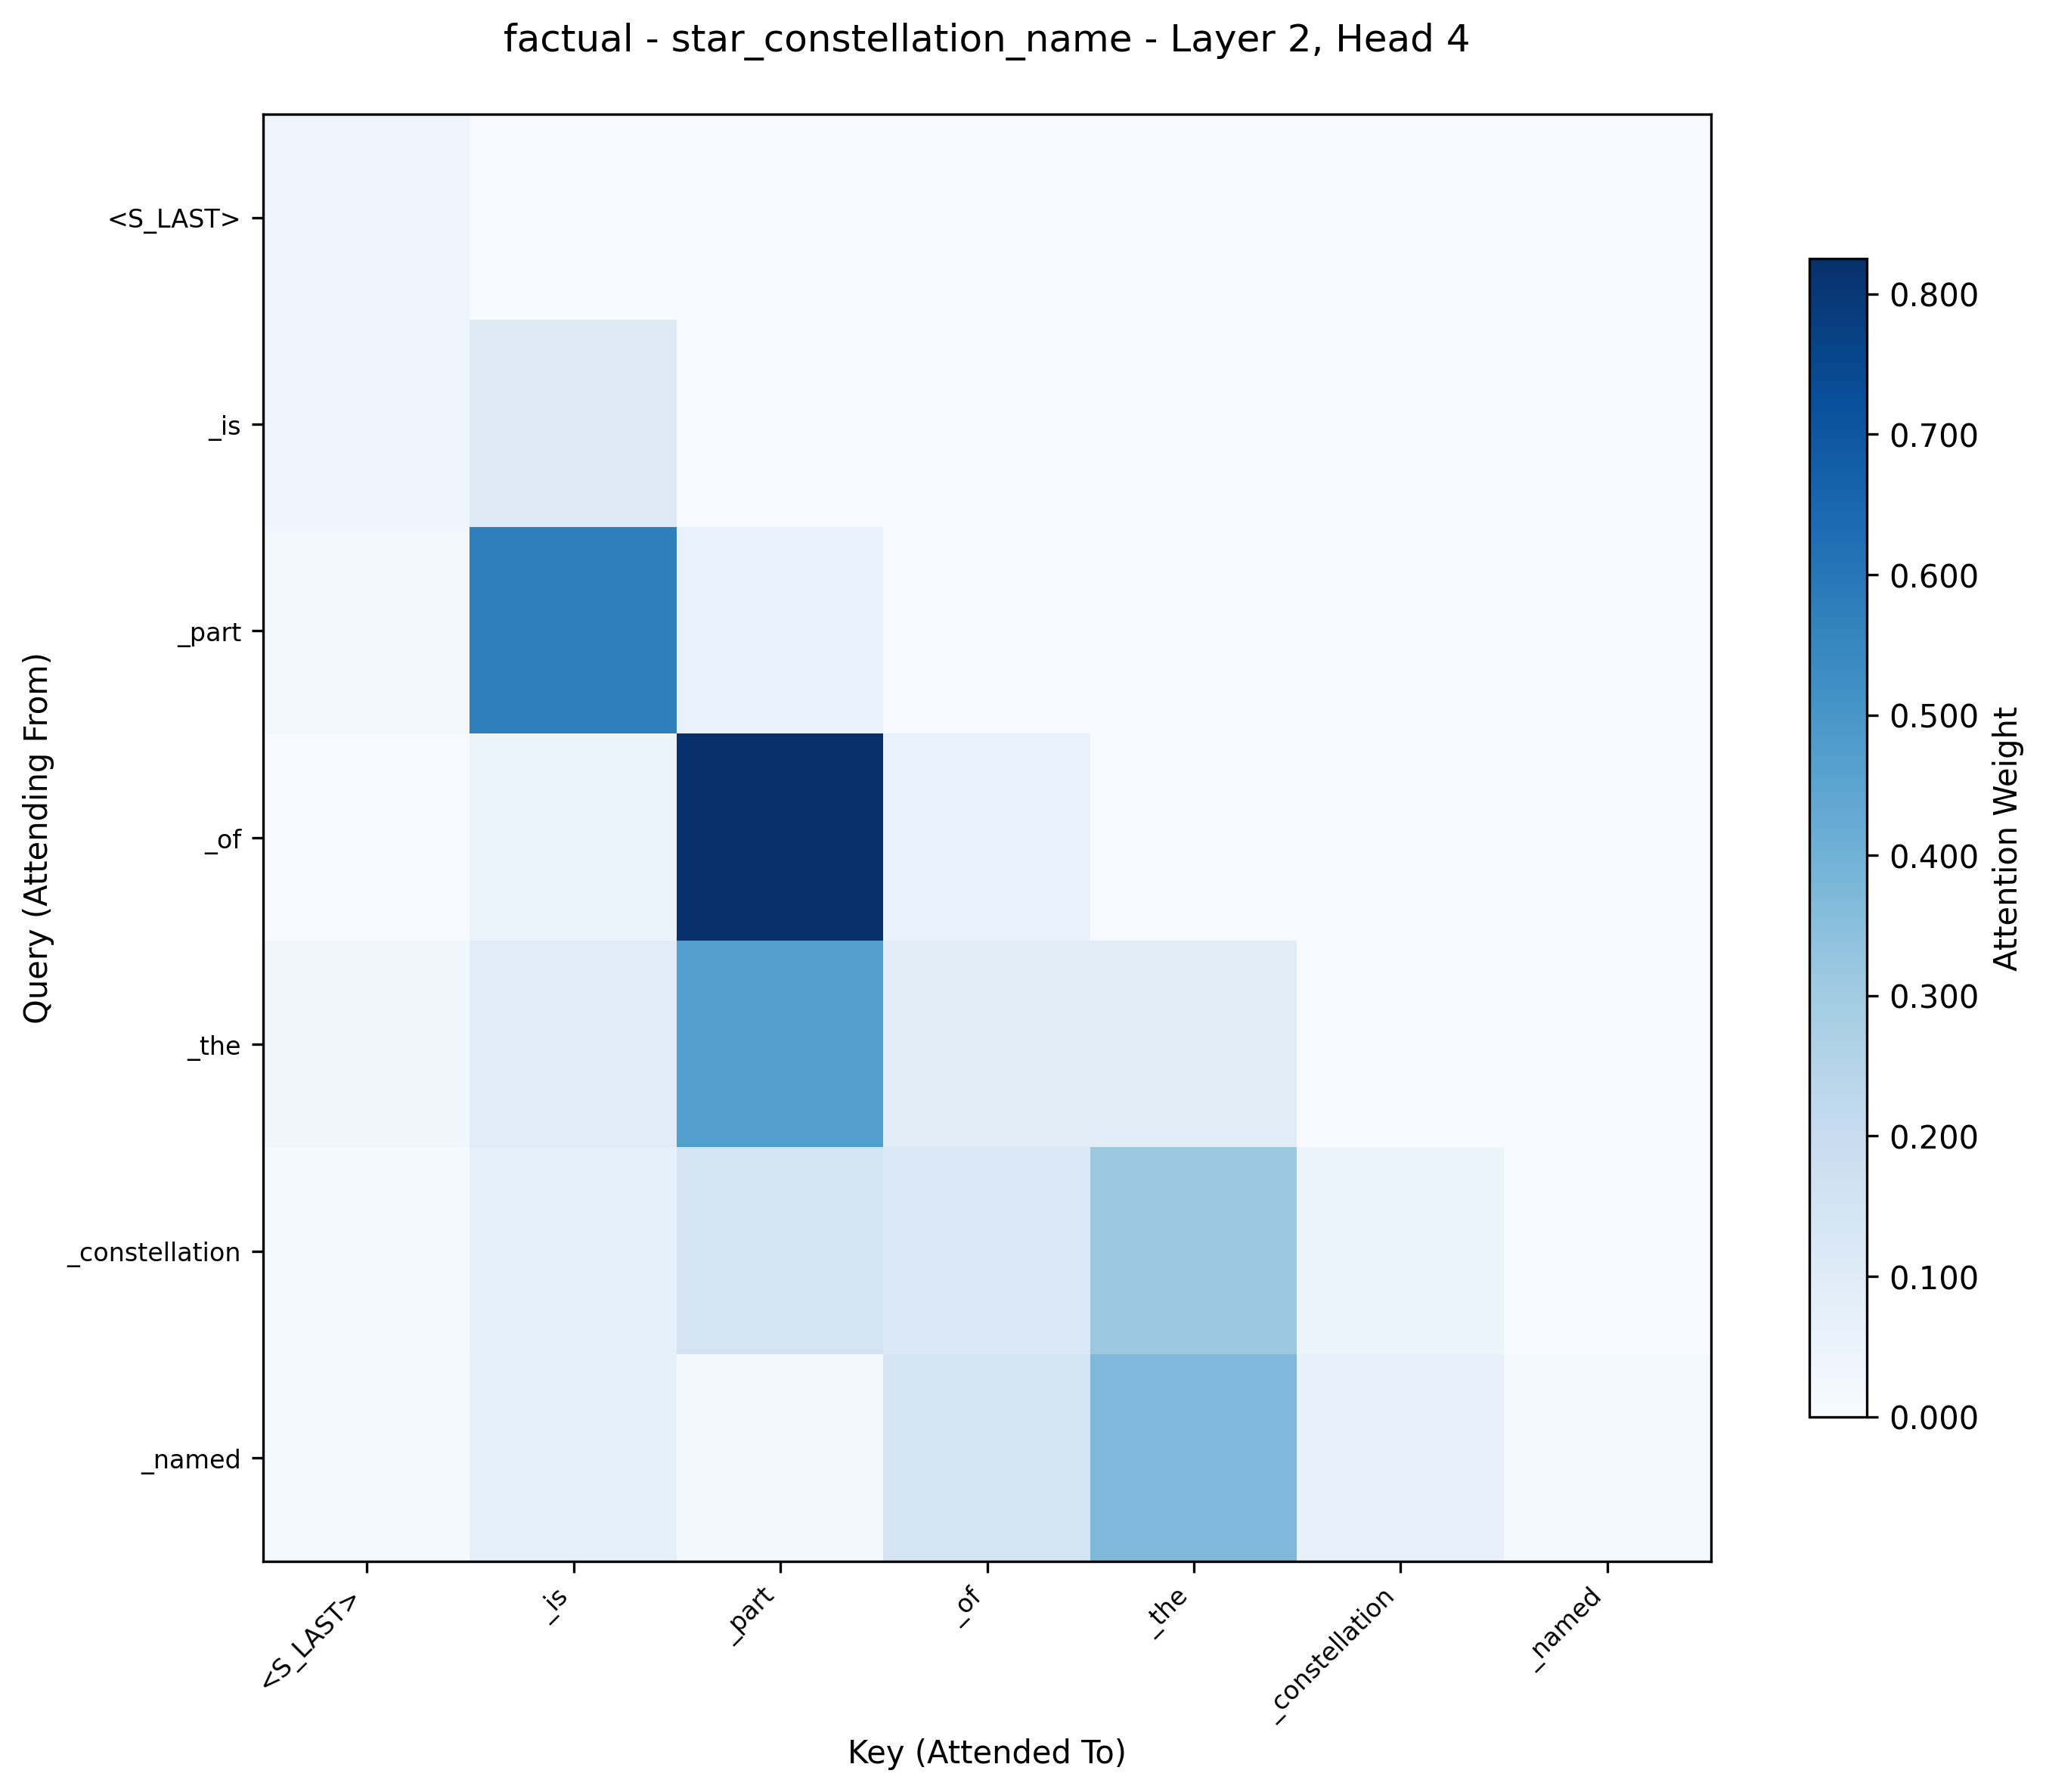 factual - star_constellation_name - Layer 2, Head 4
Query (Attending From)
<S_LAST>
_is
_part
_of
_the
_constellation
_named
<S_LAST>
_is
_part
_of
_the
_constellation
_named
Key (Attended To)
0.800
0.700
0.600
0.500
0.400
0.300
0.200
0.100
0.000
Attention Weight